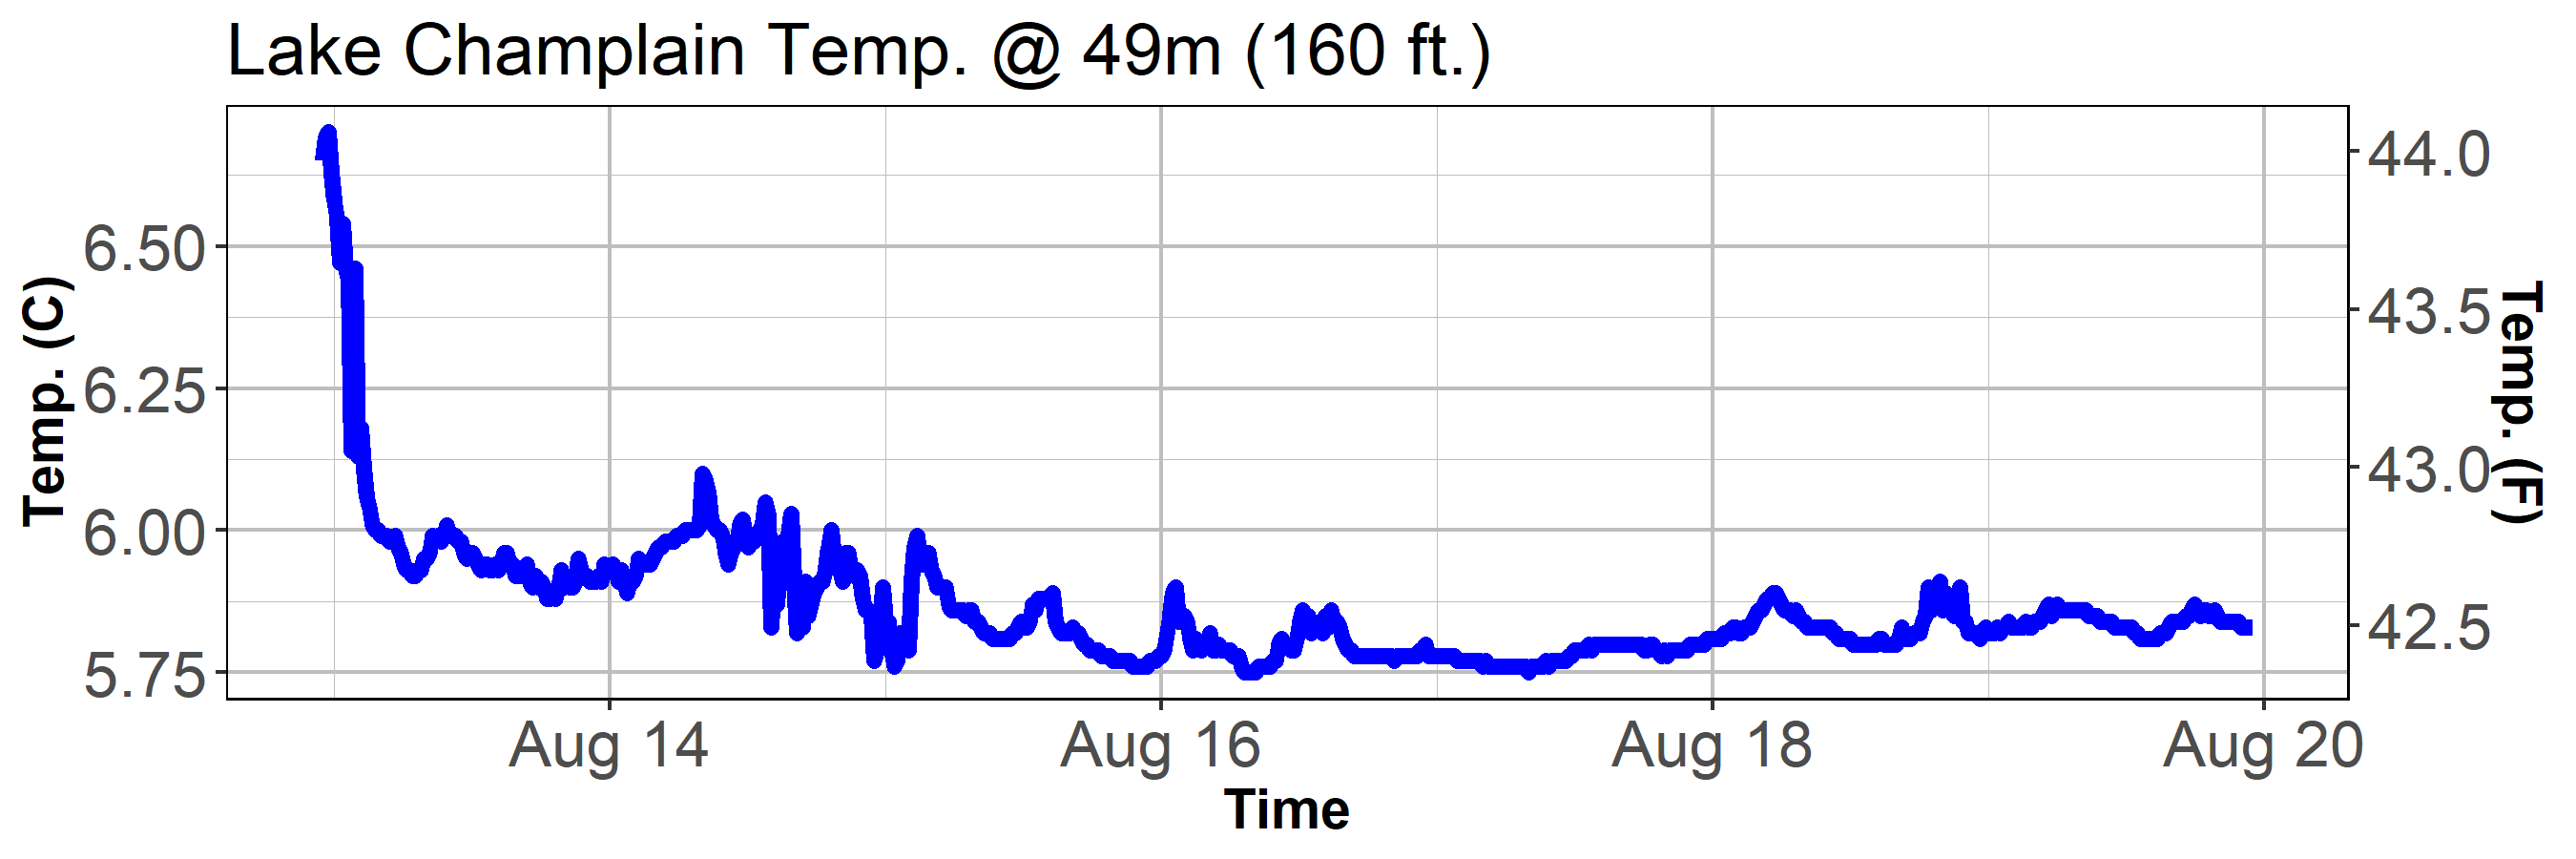 Lake Champlain Temp. @ 49m (160 ft.)
Temp. (C)
6.50
6.25
6.00
5.75
44.0
43.5
43.0
42.5
Temp. (F)
Aug 14
Aug 16
Aug 18
Aug 20
Time